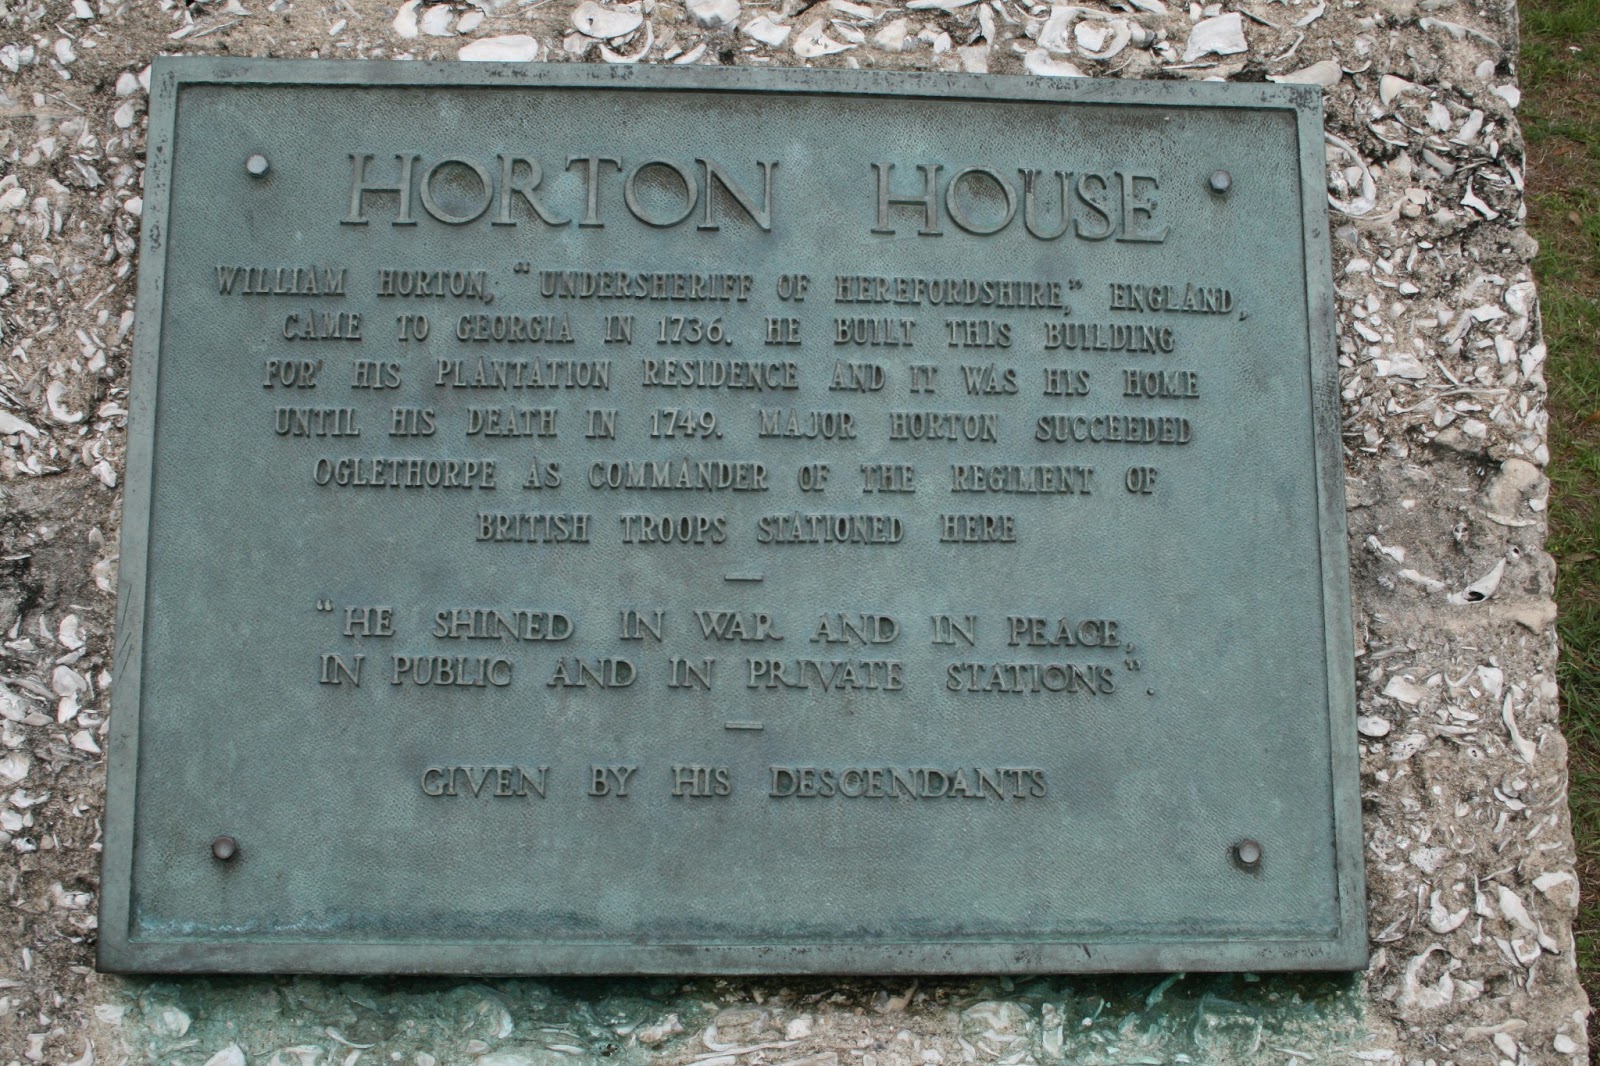 HORTON HOUSE
WILLIAM HORTON, "UNDERSHERIFF OF HEREFORDSHIRE," ENGLAND,
CAME TO GEORGIA IN 1736. HE BUILT THIS BUILDING
FOR' HIS PLANTATION RESIDENCE AND IT WAS HIS HOME
UNTIL HIS DEATH IN 1749. MAJOR HORTON SUCCEEDED
OGLETHORPE AS COMMANDER OF THE REGIMENT OF
BRITISH TROOPS STATIONED HERE
—
"HE SHINED IN WAR AND IN PEACE,
IN PUBLIC AND IN PRIVATE STATIONS".
—
GIVEN BY HIS DESCENDANTS